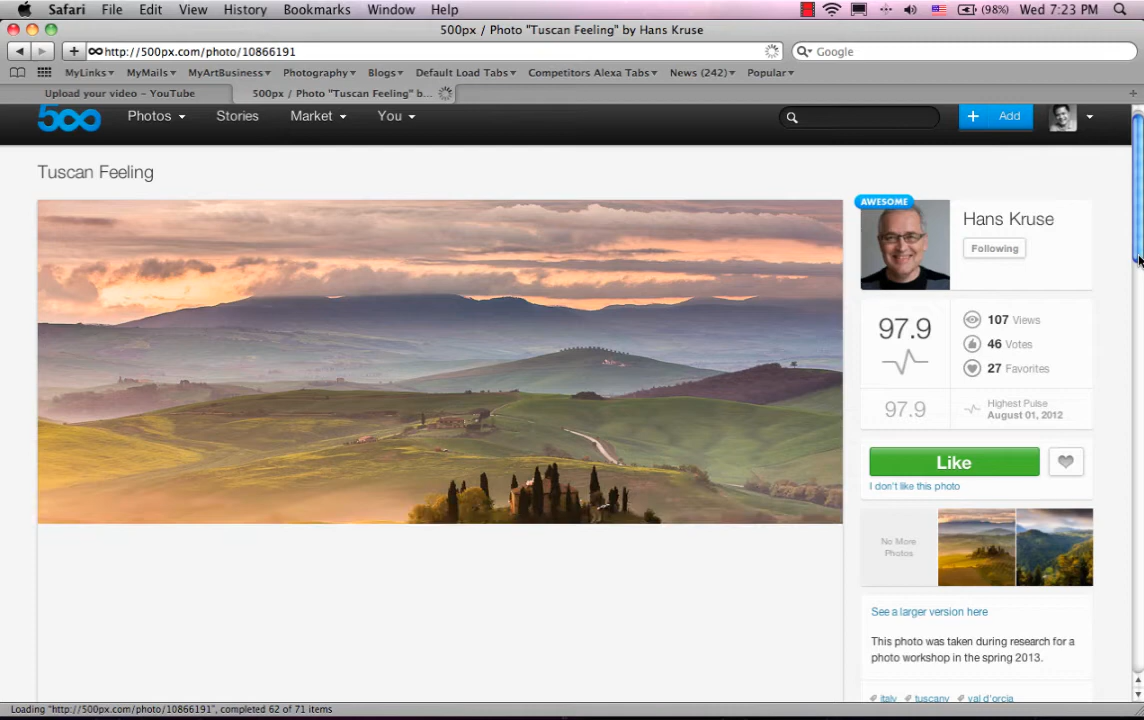 Safari File Edit View History Bookmarks Window Help (98%) Wed 7:23 PM
500px / Photo "Tuscan Feeling" by Hans Kruse
http://500px.com/photo/10866191 Google
MyLinks MyMails MyArtBusiness Photography Blogs Default Load Tabs Competitors Alexa Tabs News (242) Popular
Upload your video – YouTube 500px / Photo "Tuscan Feeling" b...
500 Photos Stories Market You + Add
Tuscan Feeling
AWESOME
Hans Kruse
Following
97.9
107 Views
46 Votes
27 Favorites
97.9
Highest Pulse
August 01, 2012
Like
I don't like this photo
No More
Photos
See a larger version here
This photo was taken during research for a
photo workshop in the spring 2013.
italy tuscany val d'orcia
Loading "http://500px.com/photo/10866191", completed 62 of 71 items